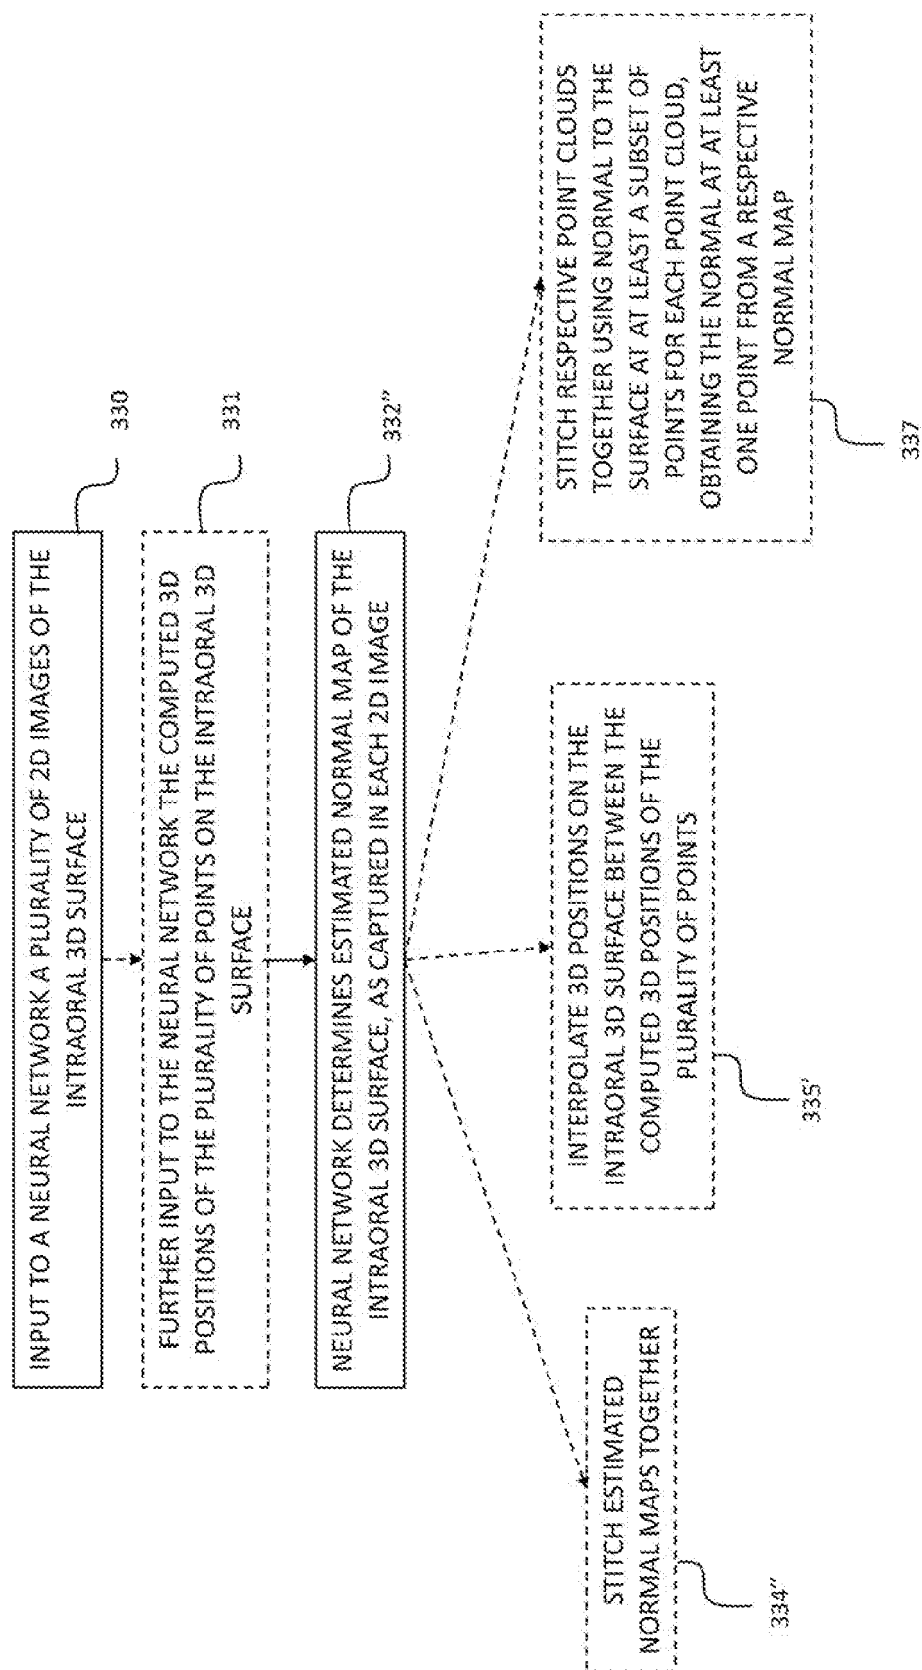 INPUT TO A NEURAL NETWORK A PLURALITY OF 2D IMAGES OF THE
INTRAORAL 3D SURFACE
330
FURTHER INPUT TO THE NEURAL NETWORK THE COMPUTED 3D
POSITIONS OF THE PLURALITY OF POINTS ON THE INTRAORAL 3D
SURFACE
331
NEURAL NETWORK DETERMINES ESTIMATED NORMAL MAP OF THE
INTRAORAL 3D SURFACE, AS CAPTURED IN EACH 2D IMAGE
332"
STITCH ESTIMATED
NORMAL MAPS TOGETHER
334"
INTERPOLATE 3D POSITIONS ON THE
INTRAORAL 3D SURFACE BETWEEN THE
COMPUTED 3D POSITIONS OF THE
PLURALITY OF POINTS
335'
STITCH RESPECTIVE POINT CLOUDS
TOGETHER USING NORMAL TO THE
SURFACE AT AT LEAST A SUBSET OF
POINTS FOR EACH POINT CLOUD,
OBTAINING THE NORMAL AT AT LEAST
ONE POINT FROM A RESPECTIVE
NORMAL MAP
337